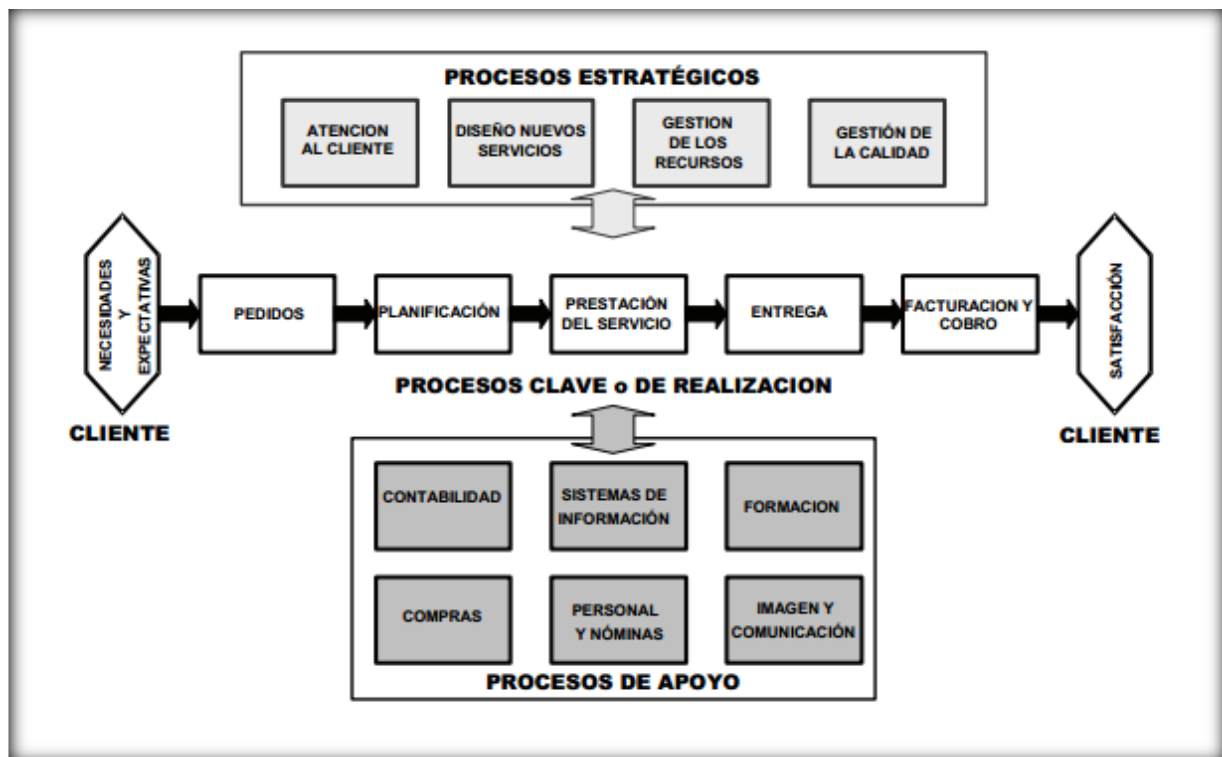 PROCESOS ESTRATÉGICOS
ATENCION
AL CLIENTE
DISEÑO NUEVOS
SERVICIOS
GESTION
DE LOS
RECURSOS
GESTIÓN DE
LA CALIDAD
NECESIDADES
Y
EXPECTATIVAS
CLIENTE
PEDIDOS
PLANIFICACIÓN
PRESTACIÓN
DEL SERVICIO
ENTREGA
FACTURACION Y
COBRO
SATISFACCIÓN
CLIENTE
PROCESOS CLAVE o DE REALIZACION
CONTABILIDAD
SISTEMAS DE
INFORMACIÓN
FORMACION
COMPRAS
PERSONAL
Y NÓMINAS
IMAGEN Y
COMUNICACIÓN
PROCESOS DE APOYO